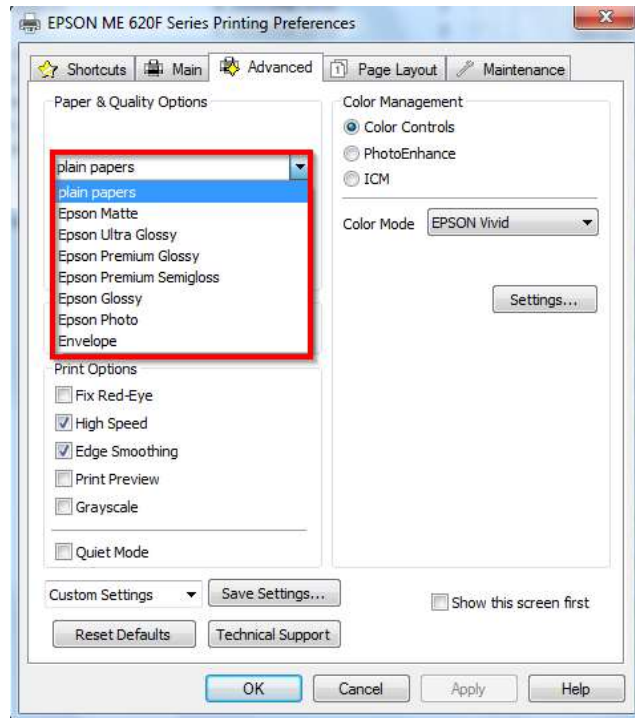 EPSON ME 620F Series Printing Preferences
Shortcuts Main Advanced 1 Page Layout Maintenance
Paper & Quality Options
plain papers
plain papers
Epson Matte
Epson Ultra Glossy
Epson Premium Glossy
Epson Premium Semigloss
Epson Glossy
Epson Photo
Envelope
Print Options
Fix Red-Eye
High Speed
Edge Smoothing
Print Preview
Grayscale
Quiet Mode
Color Management
Color Controls
PhotoEnhance
ICM
Color Mode EPSON Vivid
Settings...
Custom Settings Save Settings... Show this screen first
Reset Defaults Technical Support
OK Cancel Apply Help